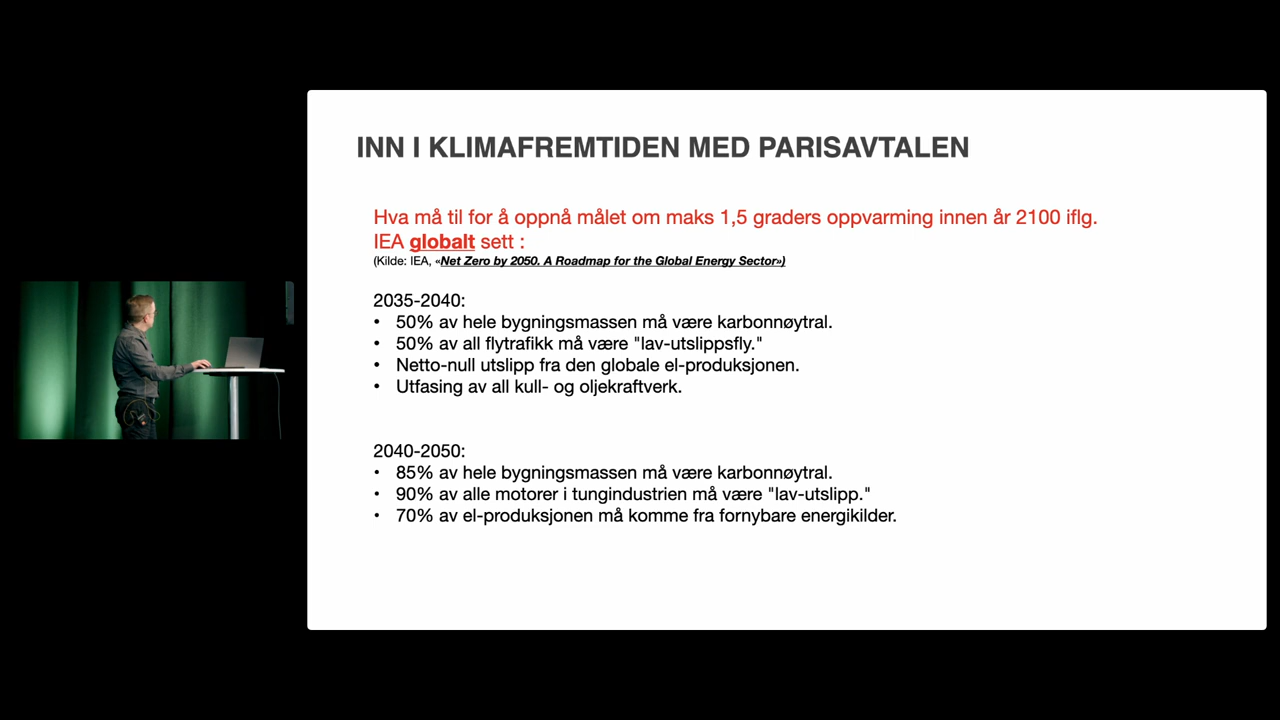 INN I KLIMAFREMTIDEN MED PARISAVTALEN
Hva må til for å oppnå målet om maks 1,5 graders oppvarming innen år 2100 iflg.
IEA globalt sett :
(Kilde: IEA, «Net Zero by 2050. A Roadmap for the Global Energy Sector»)
2035-2040:
• 50% av hele bygningsmassen må være karbonnøytral.
• 50% av all flytrafikk må være "lav-utslippsfly."
• Netto-null utslipp fra den globale el-produksjonen.
• Utfasing av all kull- og oljekraftverk.
2040-2050:
• 85% av hele bygningsmassen må være karbonnøytral.
• 90% av alle motorer i tungindustrien må være "lav-utslipp."
• 70% av el-produksjonen må komme fra fornybare energikilder.